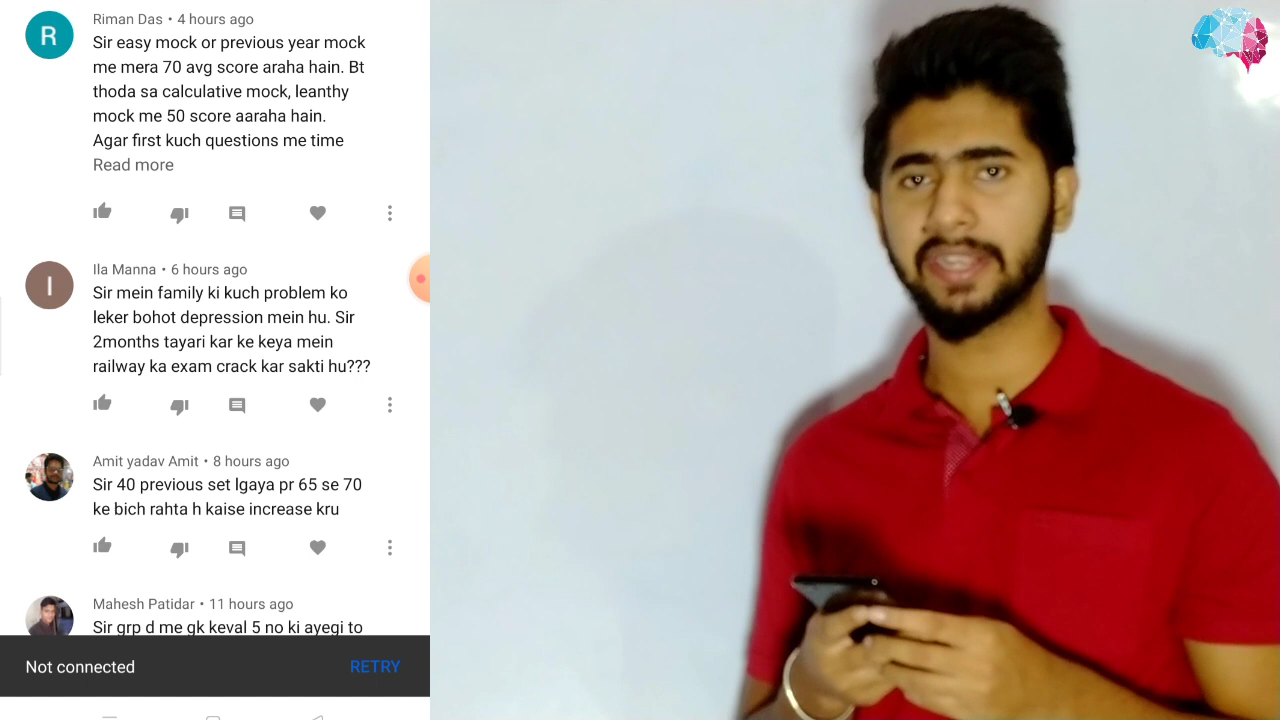 R
Riman Das • 4 hours ago
Sir easy mock or previous year mock
me mera 70 avg score araha hain. Bt
thoda sa calculative mock, leanthy
mock me 50 score aaraha hain.
Agar first kuch questions me time
Read more
I
Ila Manna • 6 hours ago
Sir mein family ki kuch problem ko
leker bohot depression mein hu. Sir
2months tayari kar ke keya mein
railway ka exam crack kar sakti hu???
Amit yadav Amit • 8 hours ago
Sir 40 previous set lgaya pr 65 se 70
ke bich rahta h kaise increase kru
Mahesh Patidar • 11 hours ago
Sir grp d me gk keval 5 no ki ayegi to
Not connected RETRY